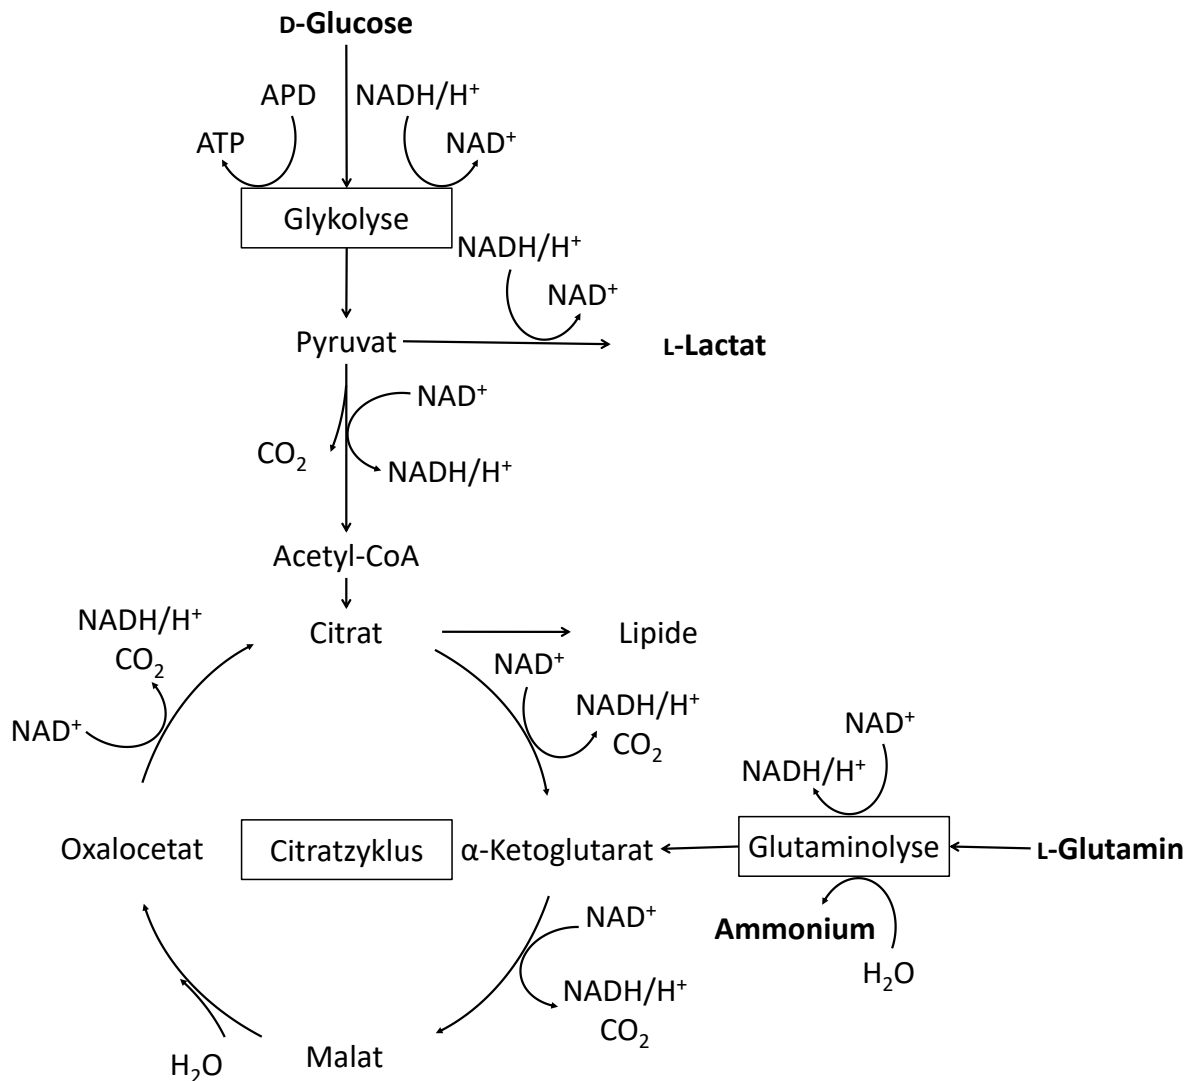 D-Glucose
APD
NADH/H⁺
ATP
NAD⁺
Glykolyse
NADH/H⁺
NAD⁺
Pyruvat
L-Lactat
NAD⁺
CO₂
NADH/H⁺
Acetyl-CoA
NADH/H⁺
CO₂
Citrat
Lipide
NAD⁺
NAD⁺
NADH/H⁺
CO₂
NAD⁺
NADH/H⁺
Oxalocetat
Citratzyklus
α-Ketoglutarat
Glutaminolyse
L-Glutamin
NAD⁺
Ammonium
H₂O
NADH/H⁺
CO₂
Malat
H₂O